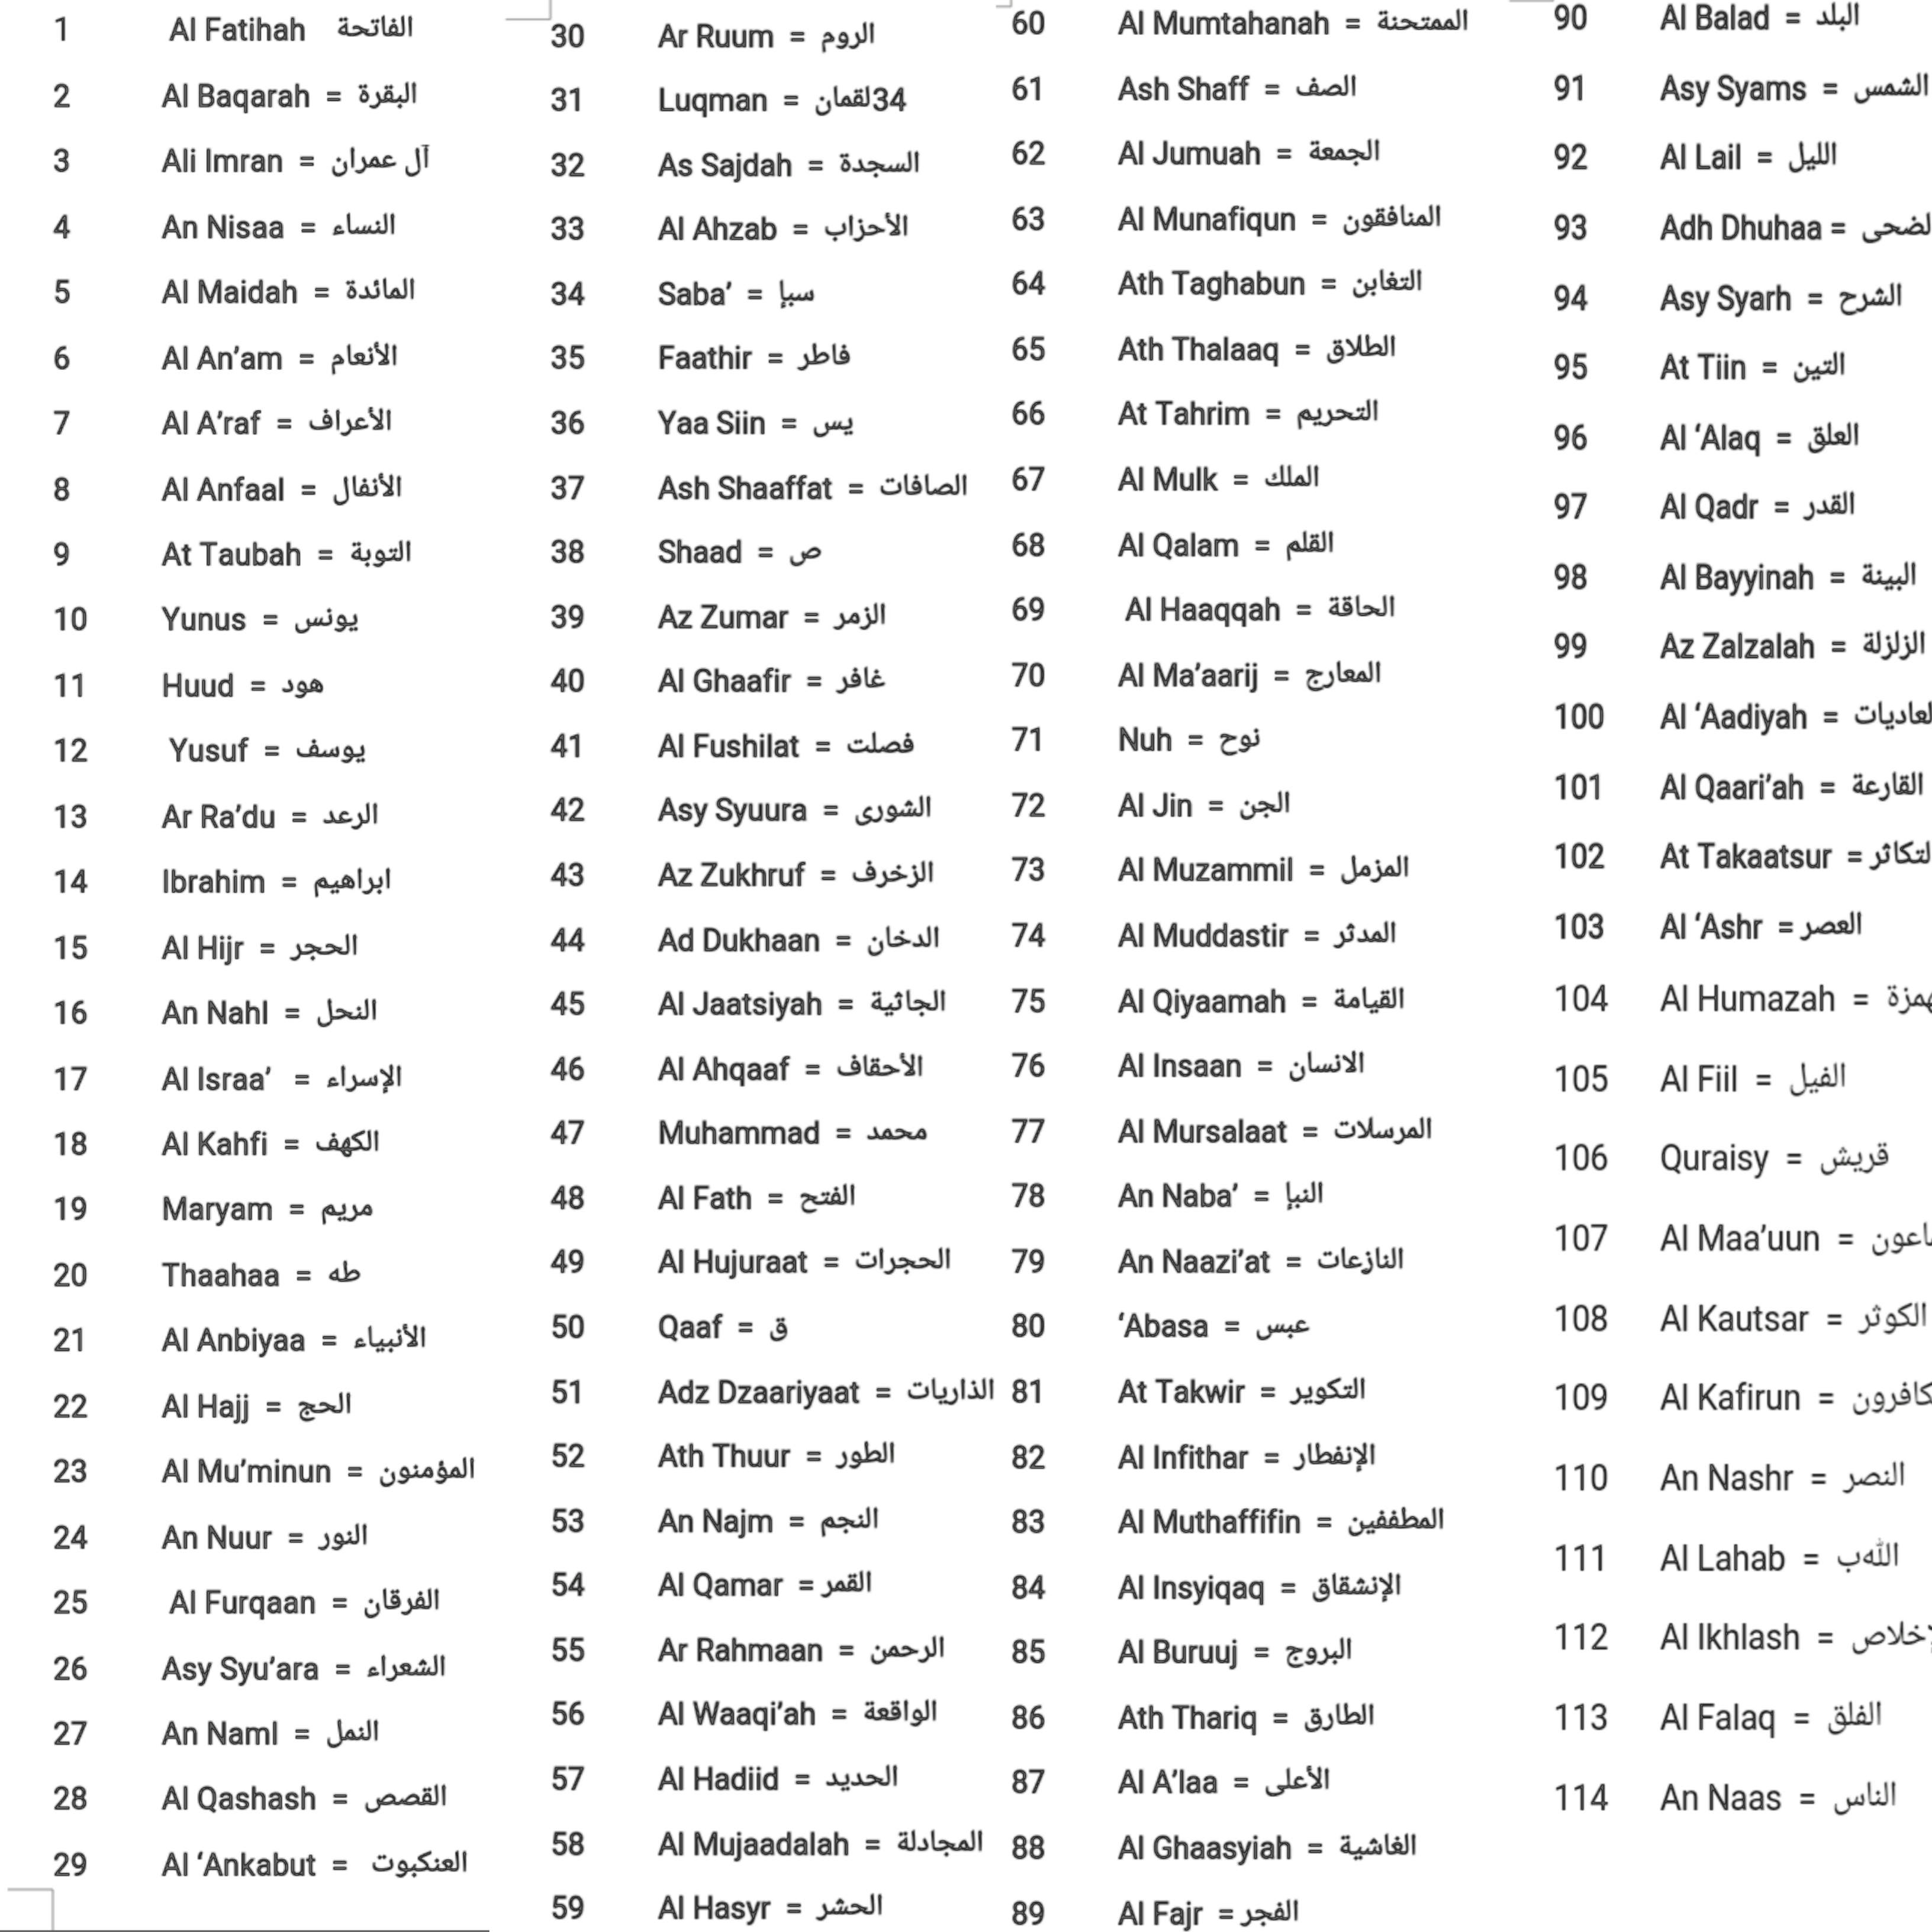 1 Al Fatihah الفاتحة
2 Al Baqarah = البقرة
3 Ali Imran = آل عمران
4 An Nisaa = النساء
5 Al Maidah = المائدة
6 Al An’am = الأنعام
7 Al A’raf = الأعراف
8 Al Anfaal = الأنفال
9 At Taubah = التوبة
10 Yunus = يونس
11 Huud = هود
12 Yusuf = يوسف
13 Ar Ra’du = الرعد
14 Ibrahim = ابراهيم
15 Al Hijr = الحجر
16 An Nahl = النحل
17 Al Israa’ = الإسراء
18 Al Kahfi = الكهف
19 Maryam = مريم
20 Thaahaa = طه
21 Al Anbiyaa = الأنبياء
22 Al Hajj = الحج
23 Al Mu’minun = المؤمنون
24 An Nuur = النور
25 Al Furqaan = الفرقان
26 Asy Syu’ara = الشعراء
27 An Naml = النمل
28 Al Qashash = القصص
29 Al ‘Ankabut = العنكبوت
30 Ar Ruum = الروم
31 Luqman = لقمان34
32 As Sajdah = السجدة
33 Al Ahzab = الأحزاب
34 Saba’ = سبإ
35 Faathir = فاطر
36 Yaa Siin = يس
37 Ash Shaaffat = الصافات
38 Shaad = ص
39 Az Zumar = الزمر
40 Al Ghaafir = غافر
41 Al Fushilat = فصلت
42 Asy Syuura = الشورى
43 Az Zukhruf = الزخرف
44 Ad Dukhaan = الدخان
45 Al Jaatsiyah = الجاثية
46 Al Ahqaaf = الأحقاف
47 Muhammad = محمد
48 Al Fath = الفتح
49 Al Hujuraat = الحجرات
50 Qaaf = ق
51 Adz Dzaariyaat = الذاريات
52 Ath Thuur = الطور
53 An Najm = النجم
54 Al Qamar = القمر
55 Ar Rahmaan = الرحمن
56 Al Waaqi’ah = الواقعة
57 Al Hadiid = الحديد
58 Al Mujaadalah = المجادلة
59 Al Hasyr = الحشر
60 Al Mumtahanah = الممتحنة
61 Ash Shaff = الصف
62 Al Jumuah = الجمعة
63 Al Munafiqun = المنافقون
64 Ath Taghabun = التغابن
65 Ath Thalaaq = الطلاق
66 At Tahrim = التحريم
67 Al Mulk = الملك
68 Al Qalam = القلم
69 Al Haaqqah = الحاقة
70 Al Ma’aarij = المعارج
71 Nuh = نوح
72 Al Jin = الجن
73 Al Muzammil = المزمل
74 Al Muddastir = المدثر
75 Al Qiyaamah = القيامة
76 Al Insaan = الانسان
77 Al Mursalaat = المرسلات
78 An Naba’ = النبإ
79 An Naazi’at = النازعات
80 ‘Abasa = عبس
81 At Takwir = التكوير
82 Al Infithar = الإنفطار
83 Al Muthaffifin = المطففين
84 Al Insyiqaq = الإنشقاق
85 Al Buruuj = البروج
86 Ath Thariq = الطارق
87 Al A’laa = الأعلى
88 Al Ghaasyiah = الغاشية
89 Al Fajr = الفجر
90 Al Balad = البلد
91 Asy Syams = الشمس
92 Al Lail = الليل
93 Adh Dhuhaa =
94 Asy Syarh = الشرح
95 At Tiin = التين
96 Al ‘Alaq = العلق
97 Al Qadr = القدر
98 Al Bayyinah = البينة
99 Az Zalzalah = الزلزلة
100 Al ‘Aadiyah =
101 Al Qaari’ah = القارعة
102 At Takaatsur =
103 Al ‘Ashr = العصر
104 Al Humazah =
105 Al Fiil = الفيل
106 Quraisy = قريش
107 Al Maa’uun =
108 Al Kautsar = الكوثر
109 Al Kafirun =
110 An Nashr = النصر
111 Al Lahab = اللهب
112 Al Ikhlash =
113 Al Falaq = الفلق
114 An Naas = الناس